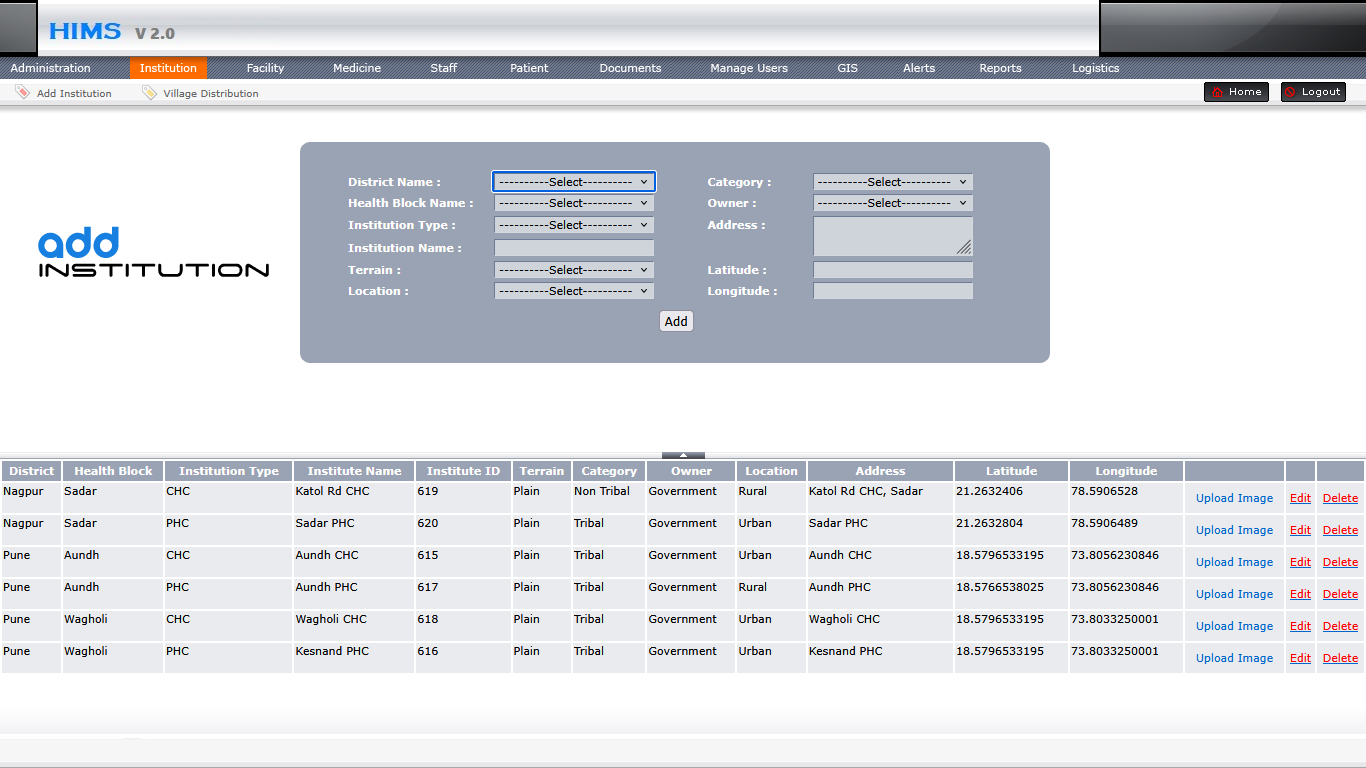 HIMS V 2.0
Administration Institution Facility Medicine Staff Patient Documents Manage Users GIS Alerts Reports Logistics
Add Institution Village Distribution Home Logout
add
INSTITUTION
District Name : ----------Select---------- Category : ----------Select----------
Health Block Name : ----------Select---------- Owner : ----------Select----------
Institution Type : ----------Select---------- Address :
Institution Name :
Terrain : ----------Select---------- Latitude :
Location : ----------Select---------- Longitude :
Add
District Health Block Institution Type Institute Name Institute ID Terrain Category Owner Location Address Latitude Longitude
Nagpur Sadar CHC Katol Rd CHC 619 Plain Non Tribal Government Rural Katol Rd CHC, Sadar 21.2632406 78.5906528 Upload Image Edit Delete
Nagpur Sadar PHC Sadar PHC 620 Plain Tribal Government Urban Sadar PHC 21.2632804 78.5906489 Upload Image Edit Delete
Pune Aundh CHC Aundh CHC 615 Plain Tribal Government Urban Aundh CHC 18.5796533195 73.8056230846 Upload Image Edit Delete
Pune Aundh PHC Aundh PHC 617 Plain Tribal Government Rural Aundh PHC 18.5766538025 73.8056230846 Upload Image Edit Delete
Pune Wagholi CHC Wagholi CHC 618 Plain Tribal Government Urban Wagholi CHC 18.5796533195 73.8033250001 Upload Image Edit Delete
Pune Wagholi PHC Kesnand PHC 616 Plain Tribal Government Urban Kesnand PHC 18.5796533195 73.8033250001 Upload Image Edit Delete